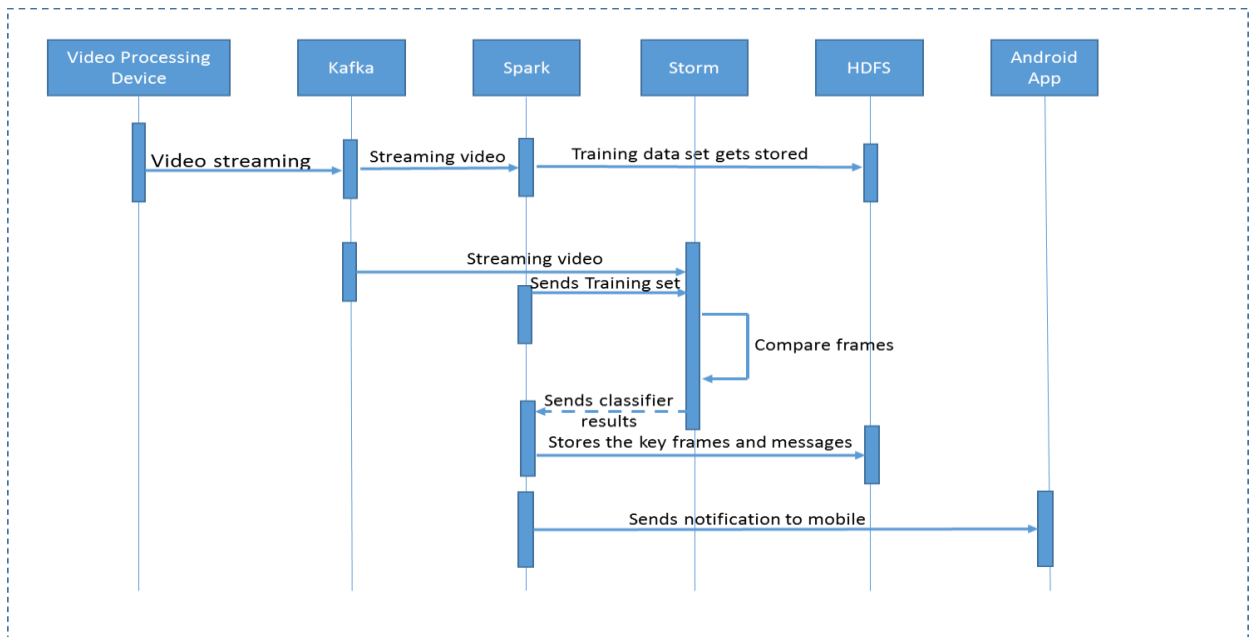 Video Processing
Device
Kafka
Spark
Storm
HDFS
Android
App
Video streaming
Streaming video
Training data set gets stored
Streaming video
Sends Training set
Compare frames
Sends classifier
results
Stores the key frames and messages
Sends notification to mobile